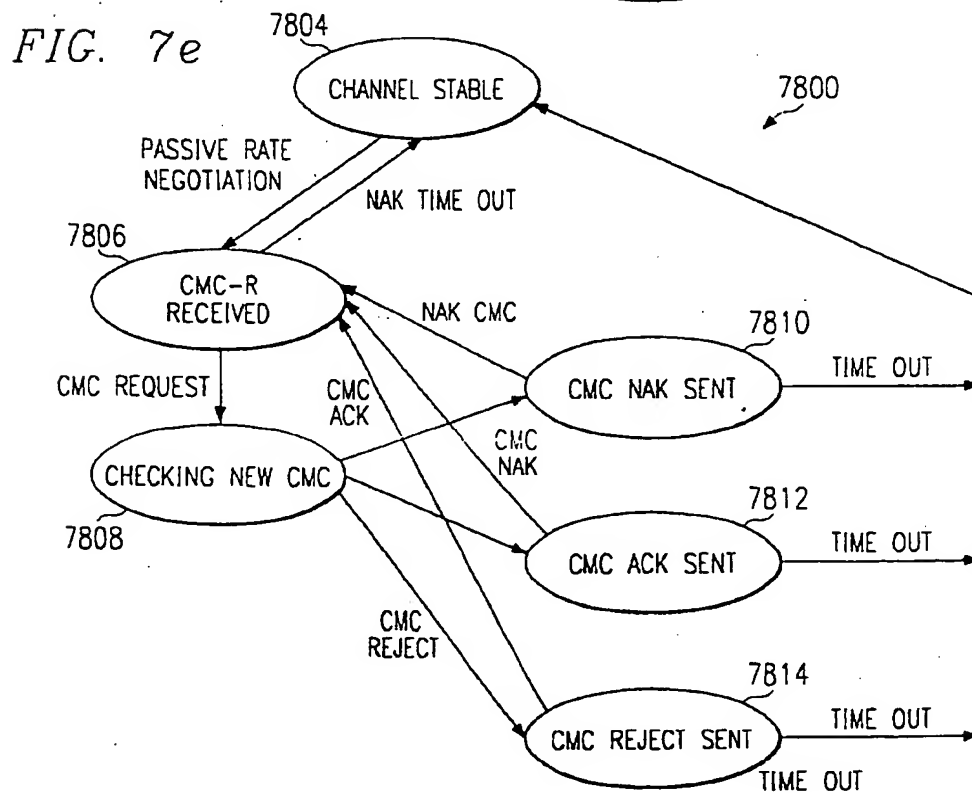 FIG. 7e
7804
CHANNEL STABLE
7800
PASSIVE RATE
NEGOTIATION
NAK TIME OUT
7806
CMC-R
RECEIVED
NAK CMC
7810
CMC REQUEST
CMC
ACK
CMC NAK SENT
TIME OUT
CMC
NAK
CHECKING NEW CMC
7808
7812
CMC ACK SENT
TIME OUT
CMC
REJECT
7814
CMC REJECT SENT
TIME OUT
TIME OUT